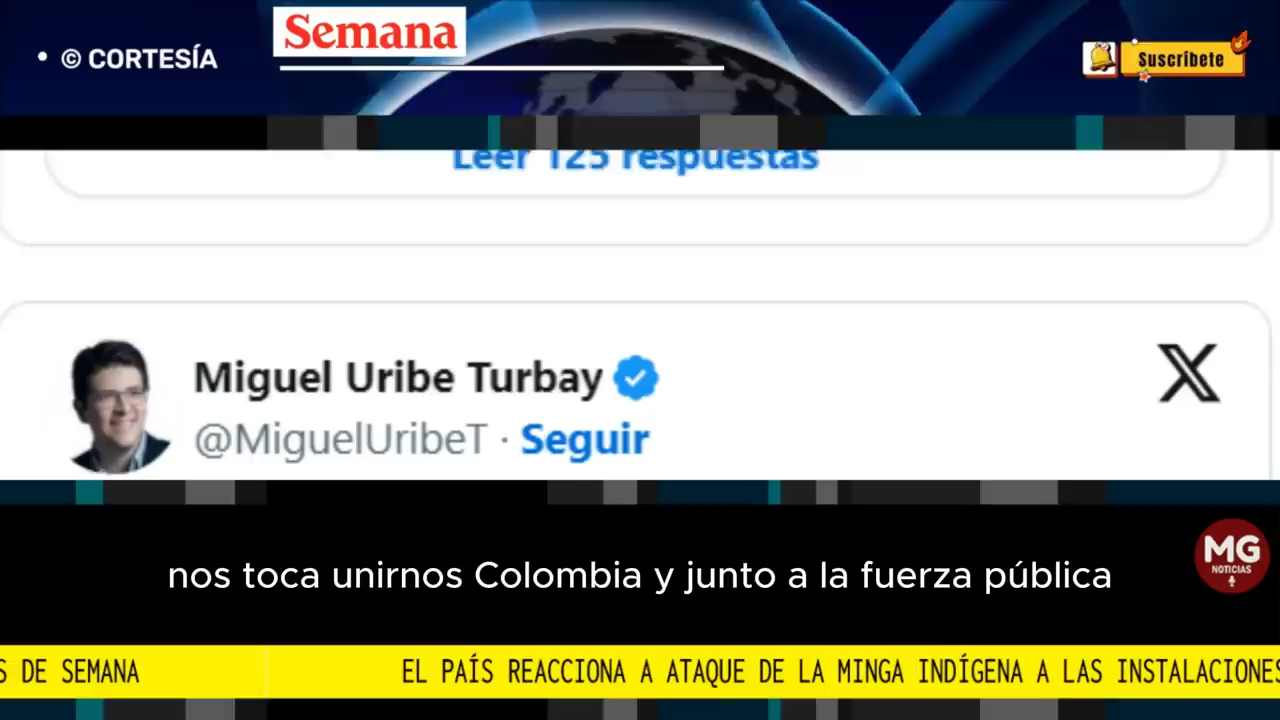 • © CORTESÍA
Semana
Suscríbete
Leer 125 respuestas
Miguel Uribe Turbay
@MiguelUribeT · Seguir
nos toca unirnos Colombia y junto a la fuerza pública
MG
NOTICIAS
S DE SEMANA EL PAÍS REACCIONA A ATAQUE DE LA MINGA INDÍGENA A LAS INSTALACIONES